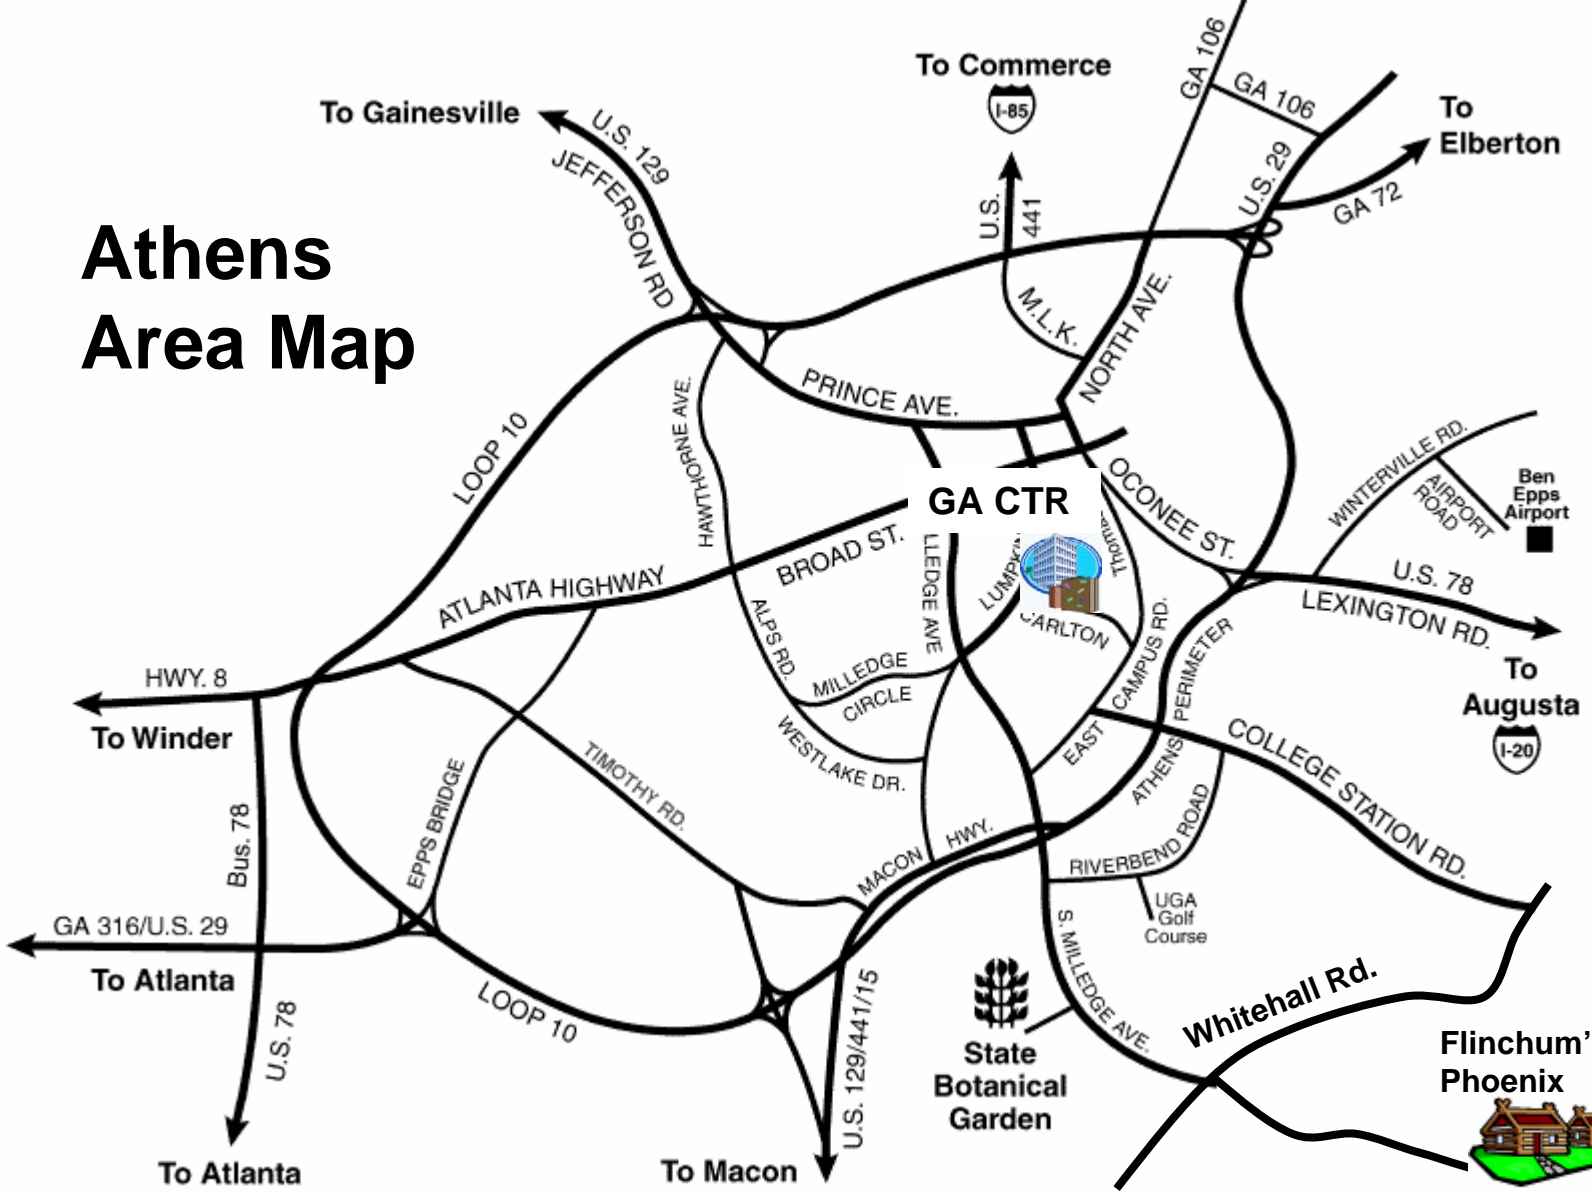 Athens
Area Map
To Gainesville
U.S. 129
JEFFERSON RD
To Commerce
I-85
U.S.
441
GA 106
GA 106
U.S. 29
To
Elberton
GA 72
M.L.K.
NORTH AVE.
PRINCE AVE.
HAWTHORNE AVE.
LOOP 10
OCONEE ST.
WINTERVILLE RD.
AIRPORT
ROAD
Ben
Epps
Airport
GA CTR
BROAD ST.
ATLANTA HIGHWAY
LLEDGE AVE
LUMPKIN
Thomas
CARLTON
U.S. 78
LEXINGTON RD.
To
Augusta
I-20
ALPS RD.
MILLEDGE
CIRCLE
WESTLAKE DR.
EAST
CAMPUS RD.
ATHENS
PERIMETER
HWY. 8
To Winder
TIMOTHY RD.
EPPS BRIDGE
Bus. 78
COLLEGE STATION RD.
MACON
HWY.
RIVERBEND ROAD
UGA
Golf
Course
GA 316/U.S. 29
To Atlanta
LOOP 10
U.S. 78
To Atlanta
U.S. 129/441/15
To Macon
S. MILLEDGE AVE.
State
Botanical
Garden
Whitehall Rd.
Flinchum'
Phoenix